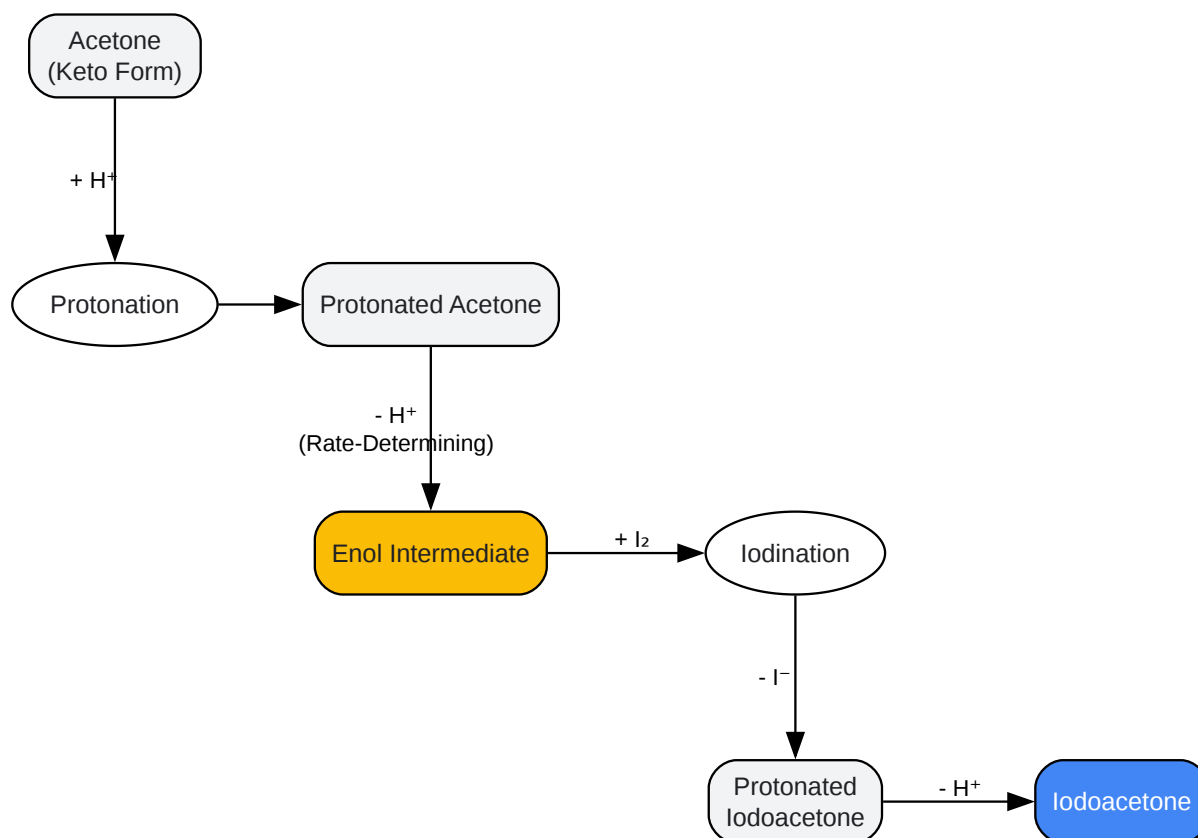 Acetone
(Keto Form)
+ H⁺
Protonation
Protonated Acetone
- H⁺
(Rate-Determining)
Enol Intermediate
+ I₂
Iodination
- I⁻
Protonated
Iodoacetone
- H⁺
Iodoacetone